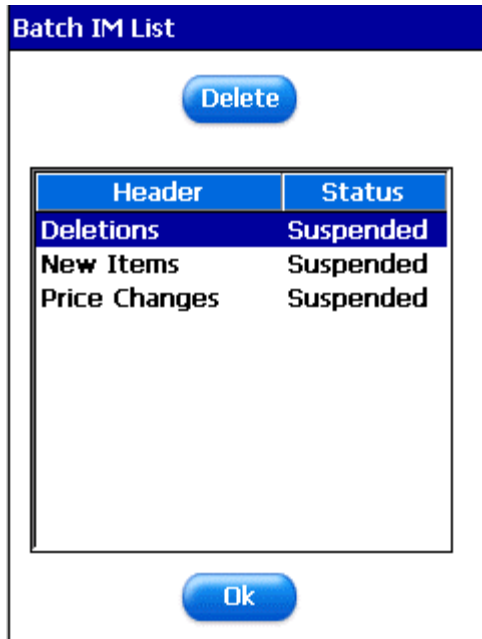 Batch IM List
Delete
Header Status
Deletions Suspended
New Items Suspended
Price Changes Suspended
Ok